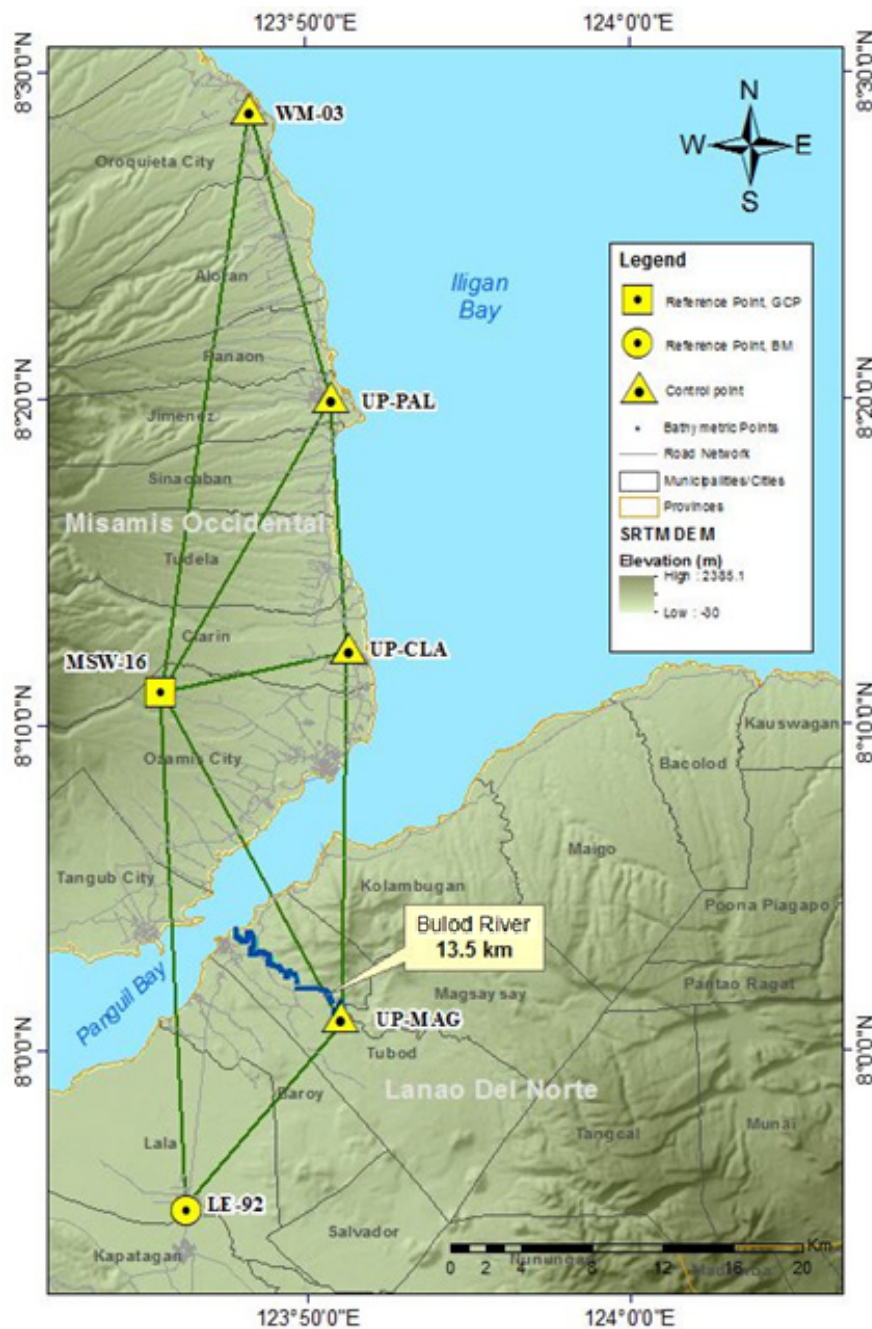 123°50'0"E
124°0'0"E
8°30'0"N
8°30'0"N
WM-03
N
W
E
S
Oroquieta City
Legend
Reference Point, GCP
Reference Point, BM
Control point
Bathymetric Points
Road Network
Municipalities/Cities
Provinces
SRTM DEM
Elevation (m)
High : 2385.1
Low : -80
Iligan
Bay
Aloran
Panaon
8°20'0"N
8°20'0"N
UP-PAL
Jimenez
Sinacaban
Misamis Occidental
Tudela
Clarin
UP-CLA
MSW-16
8°10'0"N
8°10'0"N
Kauswagan
Bacolod
Ozamis City
Maigo
Tangub City
Kolambugan
Poona Piagapo
Bulod River
13.5 km
Pantao Ragat
Magsaysay
Panguil Bay
UP-MAG
8°0'0"N
8°0'0"N
Tubod
Baroy
Lanao Del Norte
Munai
Tangcal
Lala
LE-92
Salvador
Kapatagan
Nunungan
Km
0 2 4 8 12 16 20
123°50'0"E
124°0'0"E